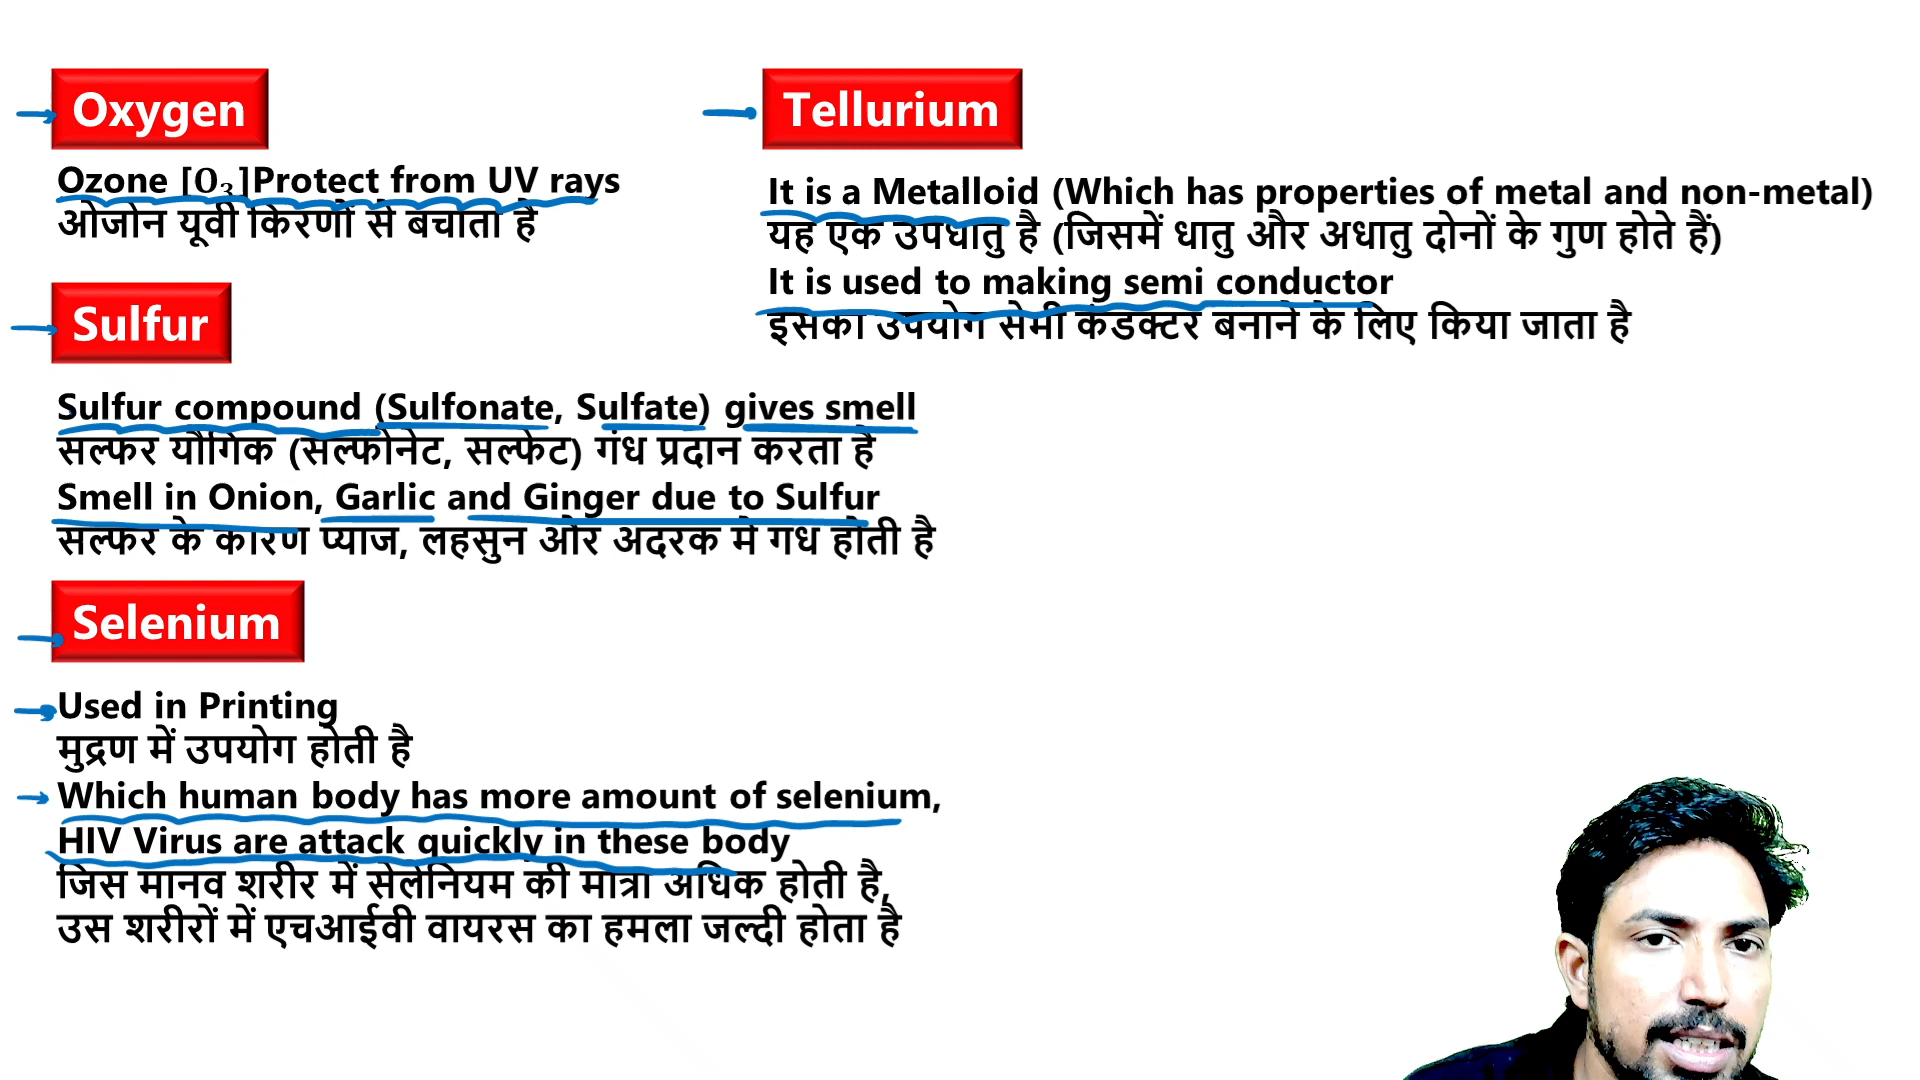 Oxygen
Ozone [O₃]Protect from UV rays
ओजोन यूवी किरणों से बचाता है
Sulfur
Sulfur compound (Sulfonate, Sulfate) gives smell
सल्फर यौगिक (सल्फोनेट, सल्फेट) गंध प्रदान करता है
Smell in Onion, Garlic and Ginger due to Sulfur
सल्फर के कारण प्याज, लहसुन और अदरक में गंध होती है
Selenium
Used in Printing
मुद्रण में उपयोग होती है
Which human body has more amount of selenium,
HIV Virus are attack quickly in these body
जिस मानव शरीर में सेलेनियम की मात्रा अधिक होती है,
उस शरीरों में एचआईवी वायरस का हमला जल्दी होता है
Tellurium
It is a Metalloid (Which has properties of metal and non-metal)
यह एक उपधातु है (जिसमें धातु और अधातु दोनों के गुण होते हैं)
It is used to making semi conductor
इसका उपयोग सेमी कंडक्टर बनाने के लिए किया जाता है